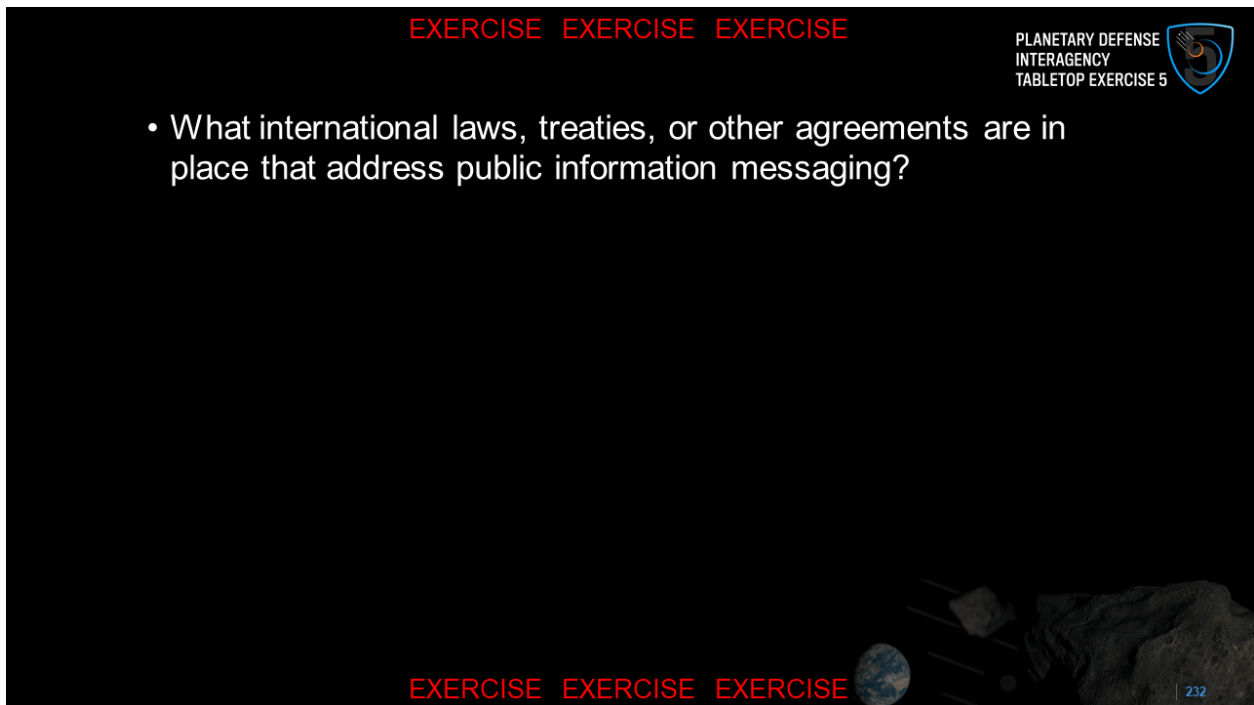 EXERCISE EXERCISE EXERCISE
PLANETARY DEFENSE
INTERAGENCY
TABLETOP EXERCISE 5
5
• What international laws, treaties, or other agreements are in
place that address public information messaging?
EXERCISE EXERCISE EXERCISE
232